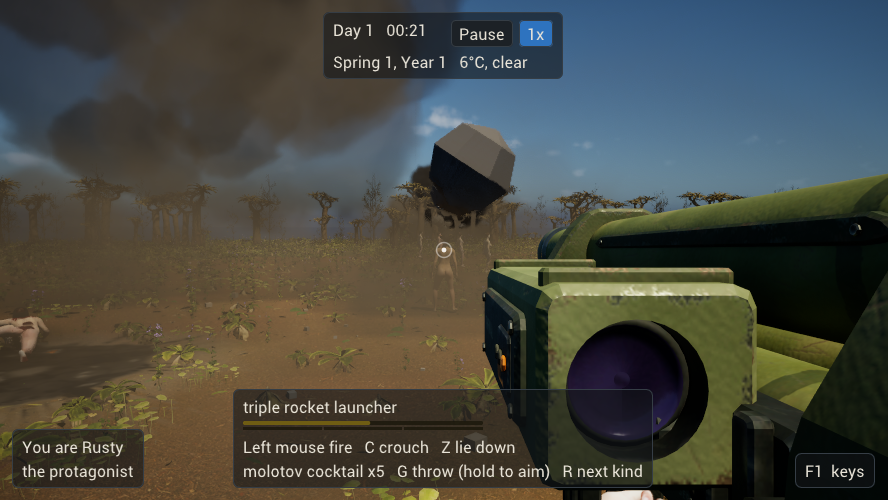 Day 1 00:21 Pause 1x
Spring 1, Year 1 6°C, clear
triple rocket launcher
Left mouse fire C crouch Z lie down
molotov cocktail x5 G throw (hold to aim) R next kind
You are Rusty
the protagonist
F1 keys